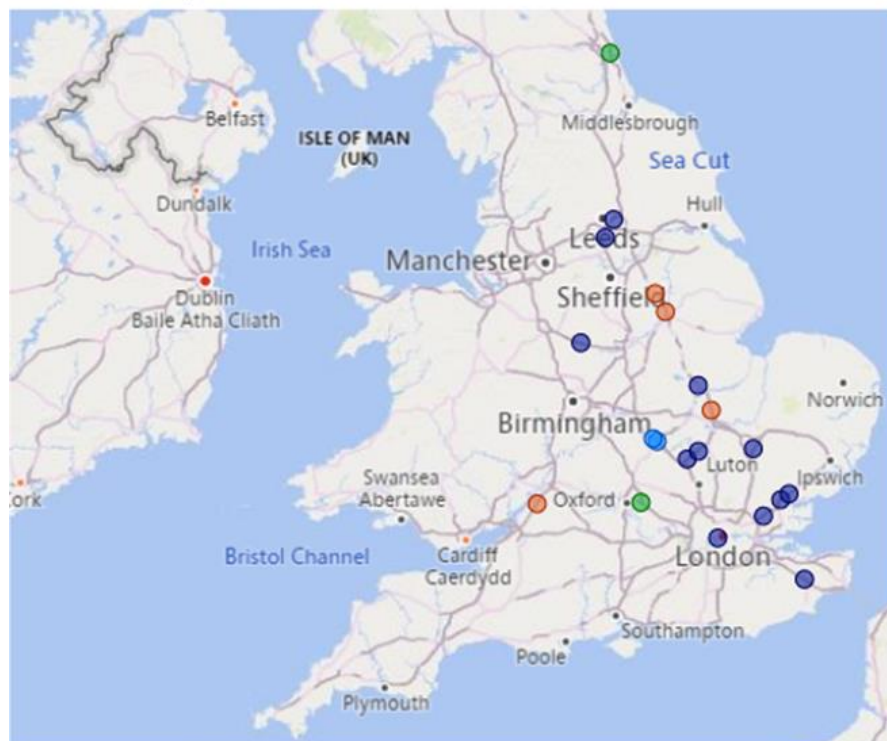 Belfast
Middlesbrough
ISLE OF MAN
(UK)
Sea Cut
Dundalk
Hull
Leeds
Irish Sea
Manchester
Sheffield
Dublin
Baile Atha Cliath
Norwich
Birmingham
Luton
Ipswich
Swansea
Abertawe
Oxford
Cork
Bristol Channel
Cardiff
Caerdydd
London
Southampton
Poole
Plymouth